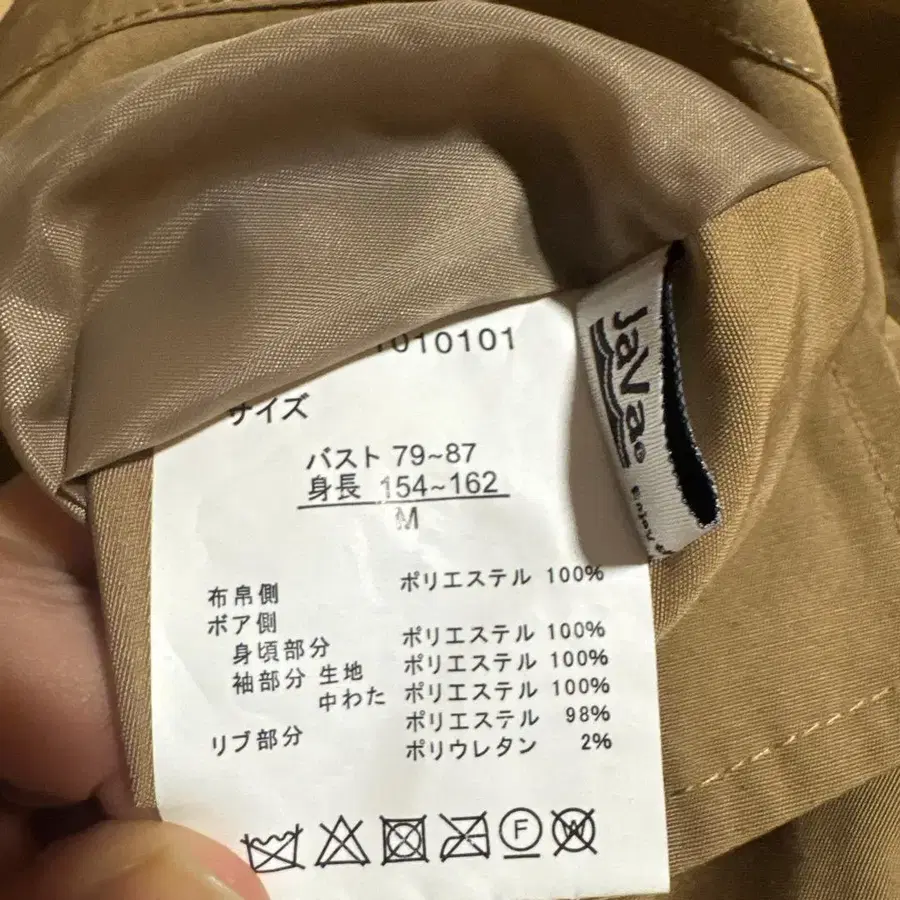 1010101
サイズ
バスト 79~87
身長 154~162
M
布帛側 ポリエステル 100%
ボア側
身頃部分 ポリエステル 100%
袖部分 生地 ポリエステル 100%
中わた ポリエステル 100%
リブ部分 ポリエステル 98%
ポリウレタン 2%
F
W
JaVa
Enjoy